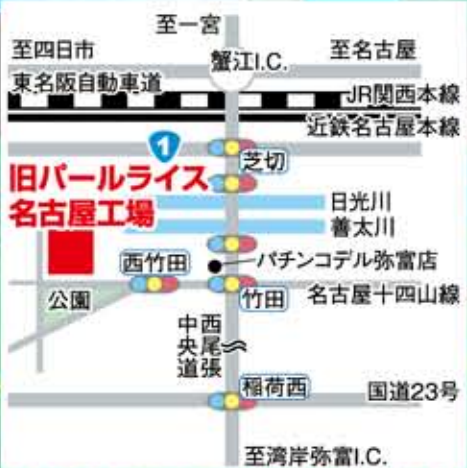 至一宮
至四日市
蟹江I.C.
至名古屋
東名阪自動車道
JR関西本線
近鉄名古屋本線
1
芝切
旧パールライス
名古屋工場
日光川
善太川
西竹田
パチンコデル弥富店
公園
竹田
名古屋十四山線
西尾張
中央道
稲荷西
国道23号
至湾岸弥富I.C.